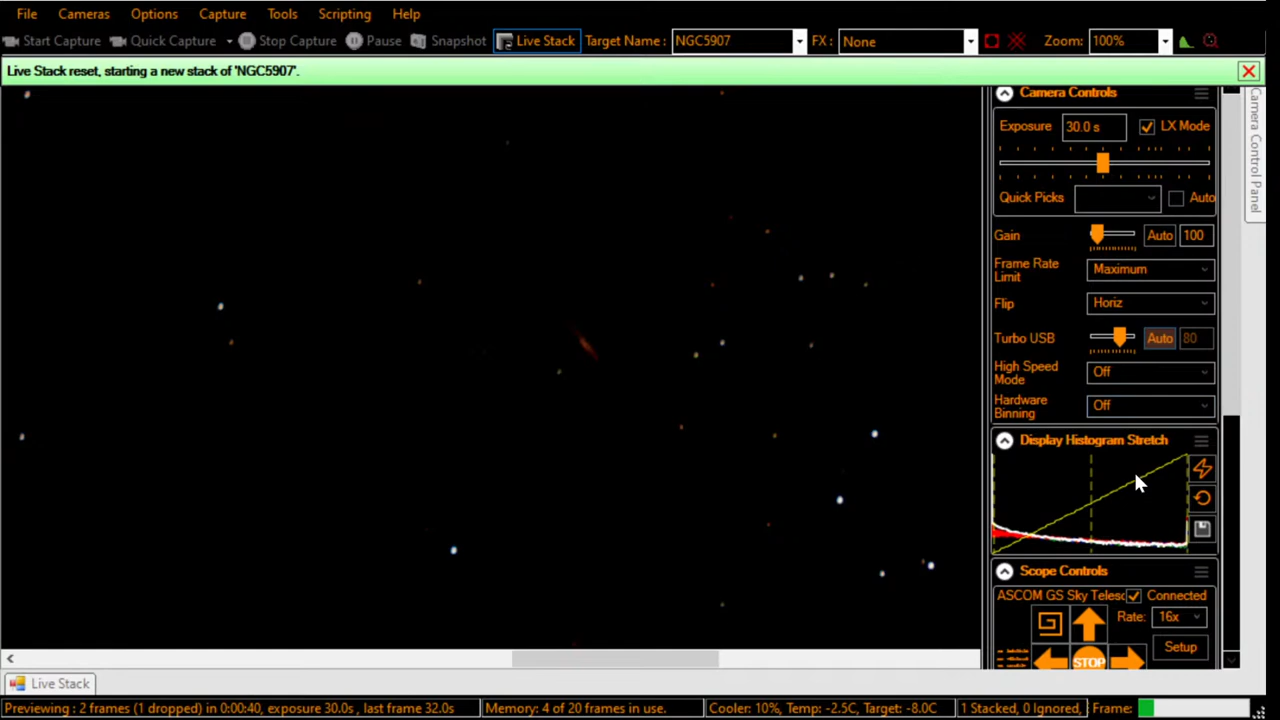 File Cameras Options Capture Tools Scripting Help
Start Capture Quick Capture Stop Capture Pause Snapshot Live Stack Target Name : NGC5907 FX : None Zoom: 100%
Live Stack reset, starting a new stack of 'NGC5907'.
Camera Controls
Camera Control Panel
Exposure 30.0 s LX Mode
Quick Picks Auto
Gain Auto 100
Frame Rate Limit Maximum
Flip Horiz
Turbo USB Auto 80
High Speed Mode Off
Hardware Binning Off
Display Histogram Stretch
Scope Controls
ASCOM GS Sky Telesc Connected
Rate: 16x
STOP Setup
Live Stack
Previewing : 2 frames (1 dropped) in 0:00:40, exposure 30.0s, last frame 32.0s Memory: 4 of 20 frames in use. Cooler: 10%, Temp: -2.5C, Target: -8.0C 1 Stacked, 0 Ignored, Frame: